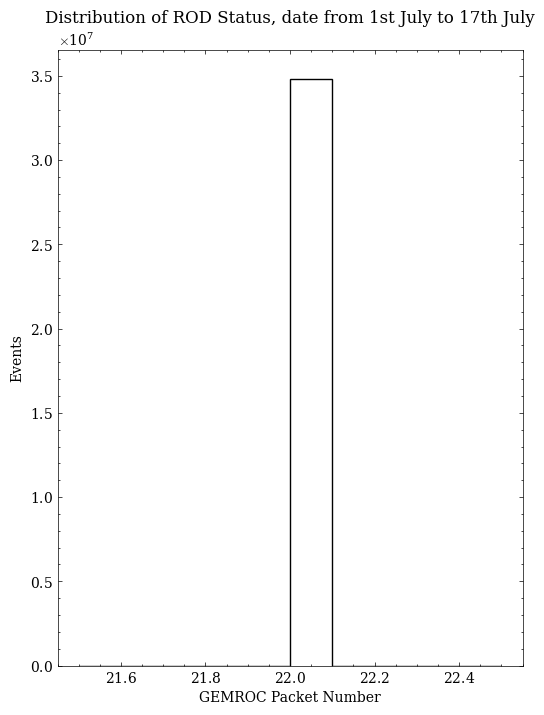 Distribution of ROD Status, date from 1st July to 17th July
×10⁷
3.5
3.0
2.5
2.0
1.5
1.0
0.5
0.0
Events
21.6 21.8 22.0 22.2 22.4
GEMROC Packet Number